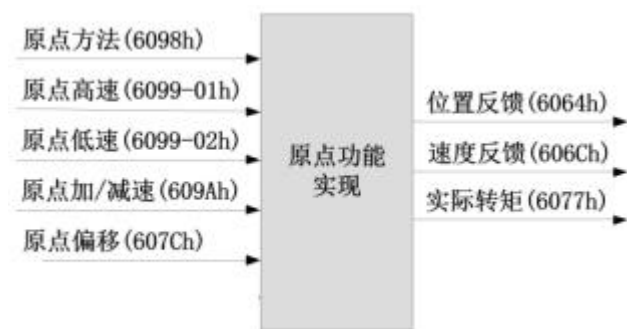 原点方法(6098h)
原点高速(6099-01h)
原点低速(6099-02h)
原点加/减速(609Ah)
原点偏移(607Ch)
原点功能
实现
位置反馈(6064h)
速度反馈(606Ch)
实际转矩(6077h)